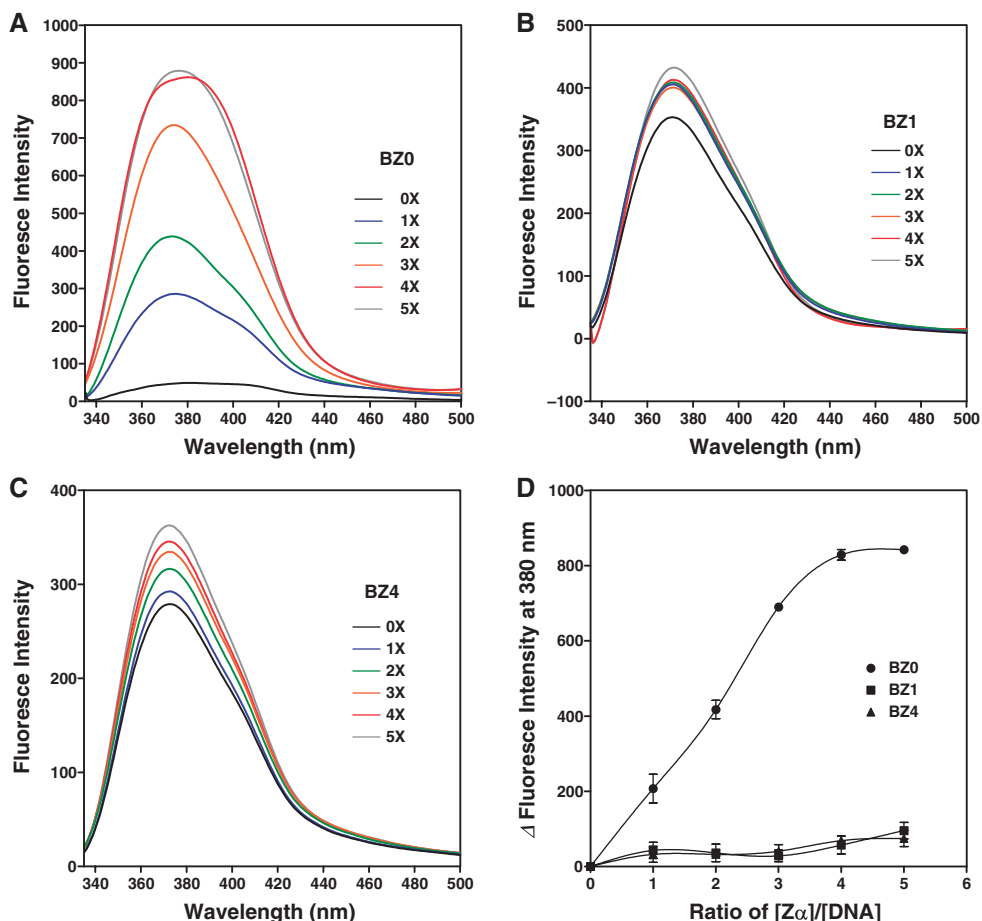 A
1000
900
800
700
600
500
400
300
200
100
0
Fluoresce Intensity
340 360 380 400 420 440 460 480 500
Wavelength (nm)
BZ0
0X
1X
2X
3X
4X
5X
B
500
400
300
200
100
0
−100
Fluoresce Intensity
340 360 380 400 420 440 460 480 500
Wavelength (nm)
BZ1
0X
1X
2X
3X
4X
5X
C
400
300
200
100
0
Fluoresce Intensity
340 360 380 400 420 440 460 480 500
Wavelength (nm)
BZ4
0X
1X
2X
3X
4X
5X
D
1000
800
600
400
200
0
Δ Fluoresce Intensity at 380 nm
0 1 2 3 4 5 6
Ratio of [Zα]/[DNA]
BZ0
BZ1
BZ4